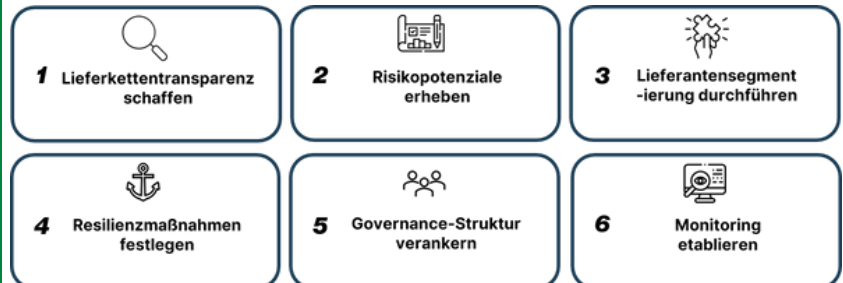 1 Lieferkettentransparenz
schaffen
2 Risikopotenziale
erheben
3 Lieferantensegment
-ierung durchführen
4 Resilienzmaßnahmen
festlegen
5 Governance-Struktur
verankern
6 Monitoring
etablieren